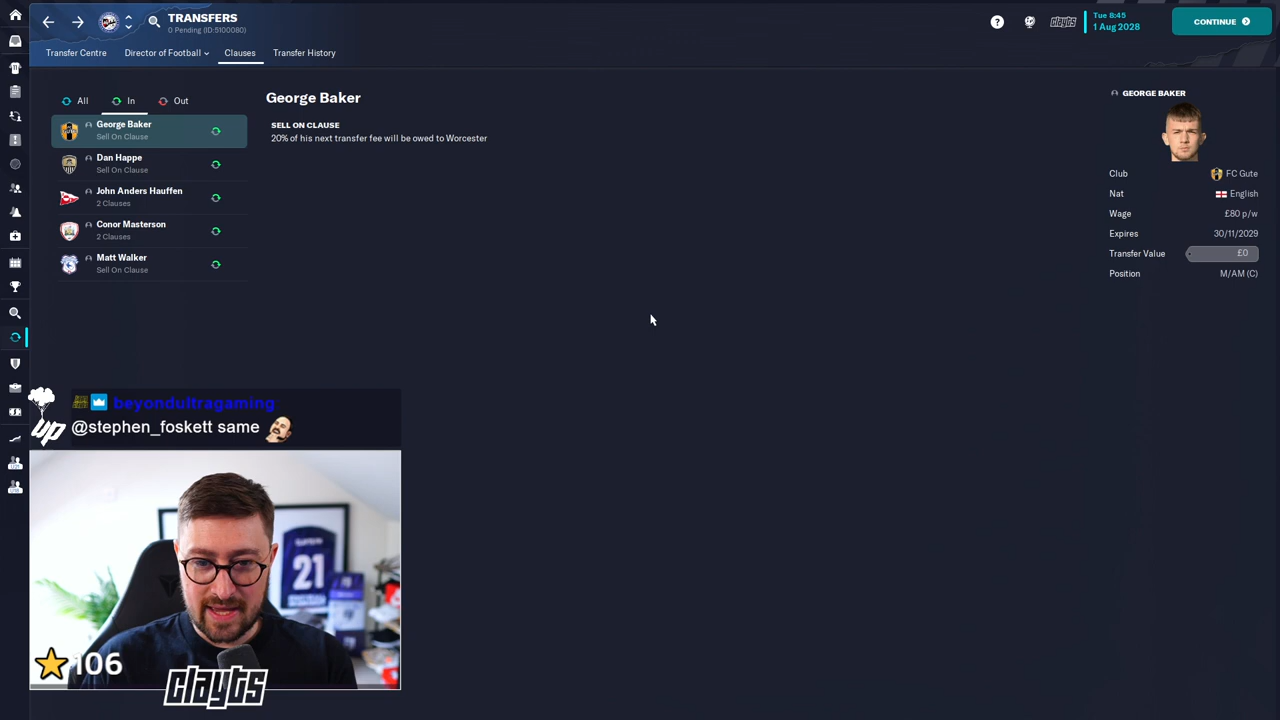 TRANSFERS
0 Pending (ID:5100080)
Tue 8:45
1 Aug 2028
CONTINUE
Transfer Centre
Director of Football
Clauses
Transfer History
All
In
Out
George Baker
Sell On Clause
Dan Happe
Sell On Clause
John Anders Hauffen
2 Clauses
Conor Masterson
2 Clauses
Matt Walker
Sell On Clause
George Baker
SELL ON CLAUSE
20% of his next transfer fee will be owed to Worcester
GEORGE BAKER
Club FC Gute
Nat English
Wage £80 p/w
Expires 30/11/2029
Transfer Value £0
Position M/AM (C)
beyondultragaming:
@stephen_foskett same
up
21
106
clayts